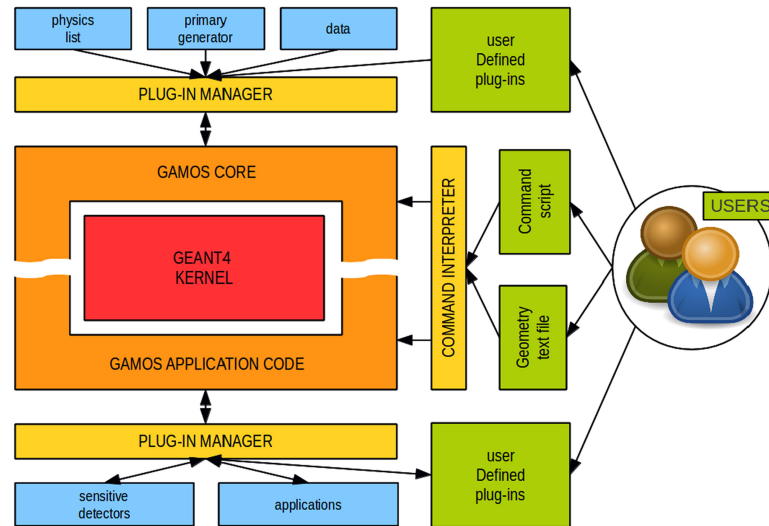 physics
list
primary
generator
data
user
Defined
plug-ins
PLUG-IN MANAGER
GAMOS CORE
GEANT4
KERNEL
GAMOS APPLICATION CODE
COMMAND INTERPRETER
Command
script
Geometry
text file
USERS
PLUG-IN MANAGER
user
Defined
plug-ins
sensitive
detectors
applications